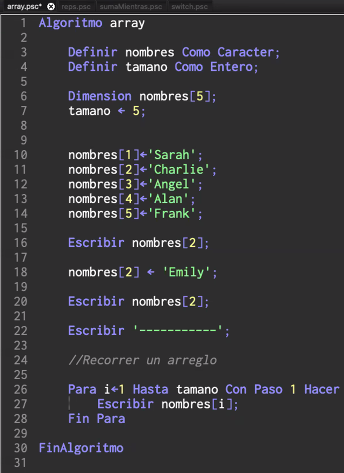 array.psc* reps.psc sumaMientras.psc switch.psc
1 Algoritmo array
2
3 Definir nombres Como Caracter;
4 Definir tamano Como Entero;
5
6 Dimension nombres[5];
7 tamano ← 5;
8
9
10 nombres[1]←'Sarah';
11 nombres[2]←'Charlie';
12 nombres[3]←'Angel';
13 nombres[4]←'Alan';
14 nombres[5]←'Frank';
15
16 Escribir nombres[2];
17
18 nombres[2] ← 'Emily';
19
20 Escribir nombres[2];
21
22 Escribir '-----------';
23
24 //Recorrer un arreglo
25
26 Para i←1 Hasta tamano Con Paso 1 Hacer
27 Escribir nombres[i];
28 Fin Para
29
30 FinAlgoritmo
31